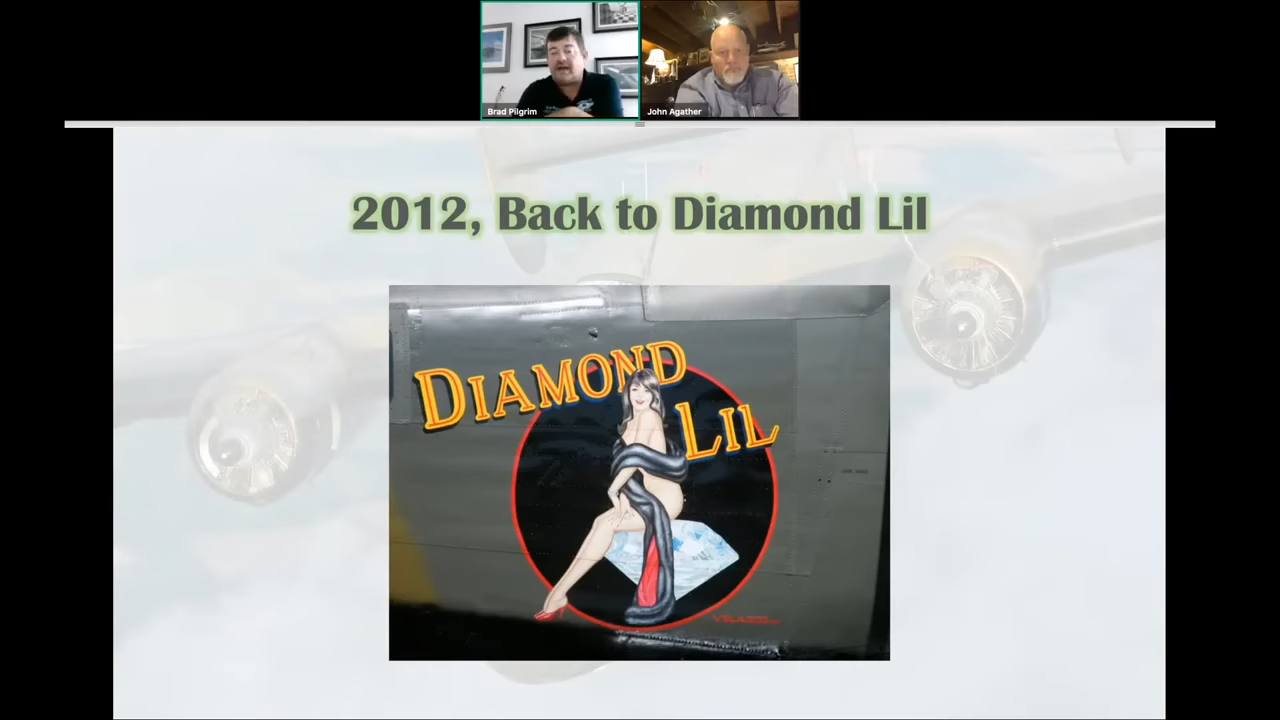 Brad Pilgrim
John Agather
2012, Back to Diamond Lil
DIAMOND
LIL